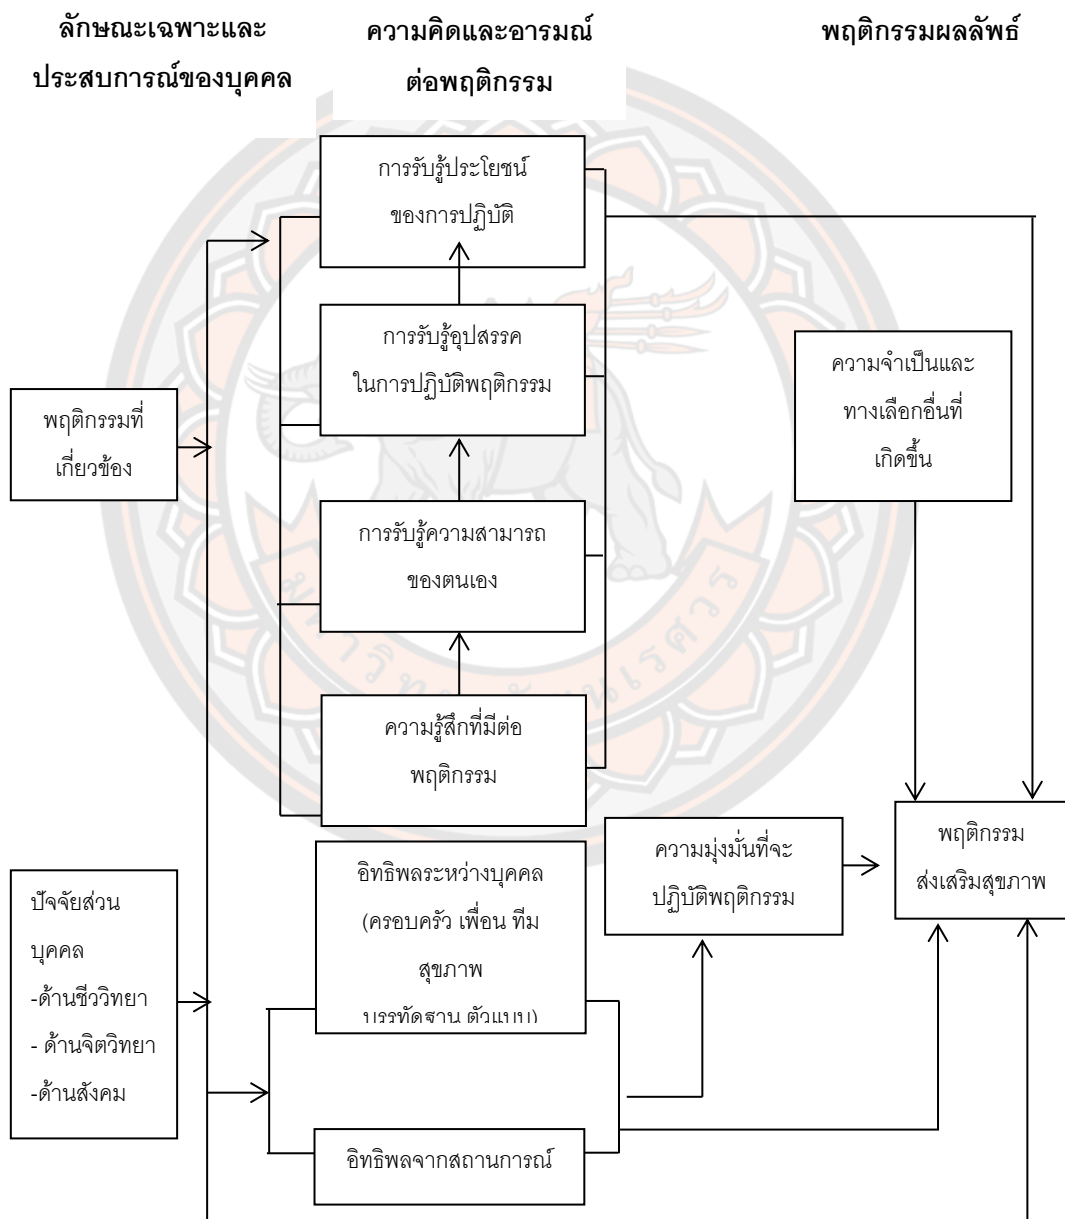 ลักษณะเฉพาะและ
ประสบการณ์ของบุคคล
ความคิดและอารมณ์
ต่อพฤติกรรม
พฤติกรรมผลลัพธ์
การรับรู้ประโยชน์
ของการปฏิบัติ
การรับรู้อุปสรรค
ในการปฏิบัติพฤติกรรม
ความจำเป็นและ
ทางเลือกอื่นที่
เกิดขึ้น
พฤติกรรมที่
เกี่ยวข้อง
การรับรู้ความสามารถ
ของตนเอง
ความรู้สึกที่มีต่อ
พฤติกรรม
ปัจจัยส่วน
บุคคล
-ด้านชีววิทยา
- ด้านจิตวิทยา
-ด้านสังคม
อิทธิพลระหว่างบุคคล
(ครอบครัว เพื่อน ทีม
สุขภาพ
บรรทัดฐาน ตัวแบบ)
ความมุ่งมั่นที่จะ
ปฏิบัติพฤติกรรม
พฤติกรรม
ส่งเสริมสุขภาพ
อิทธิพลจากสถานการณ์